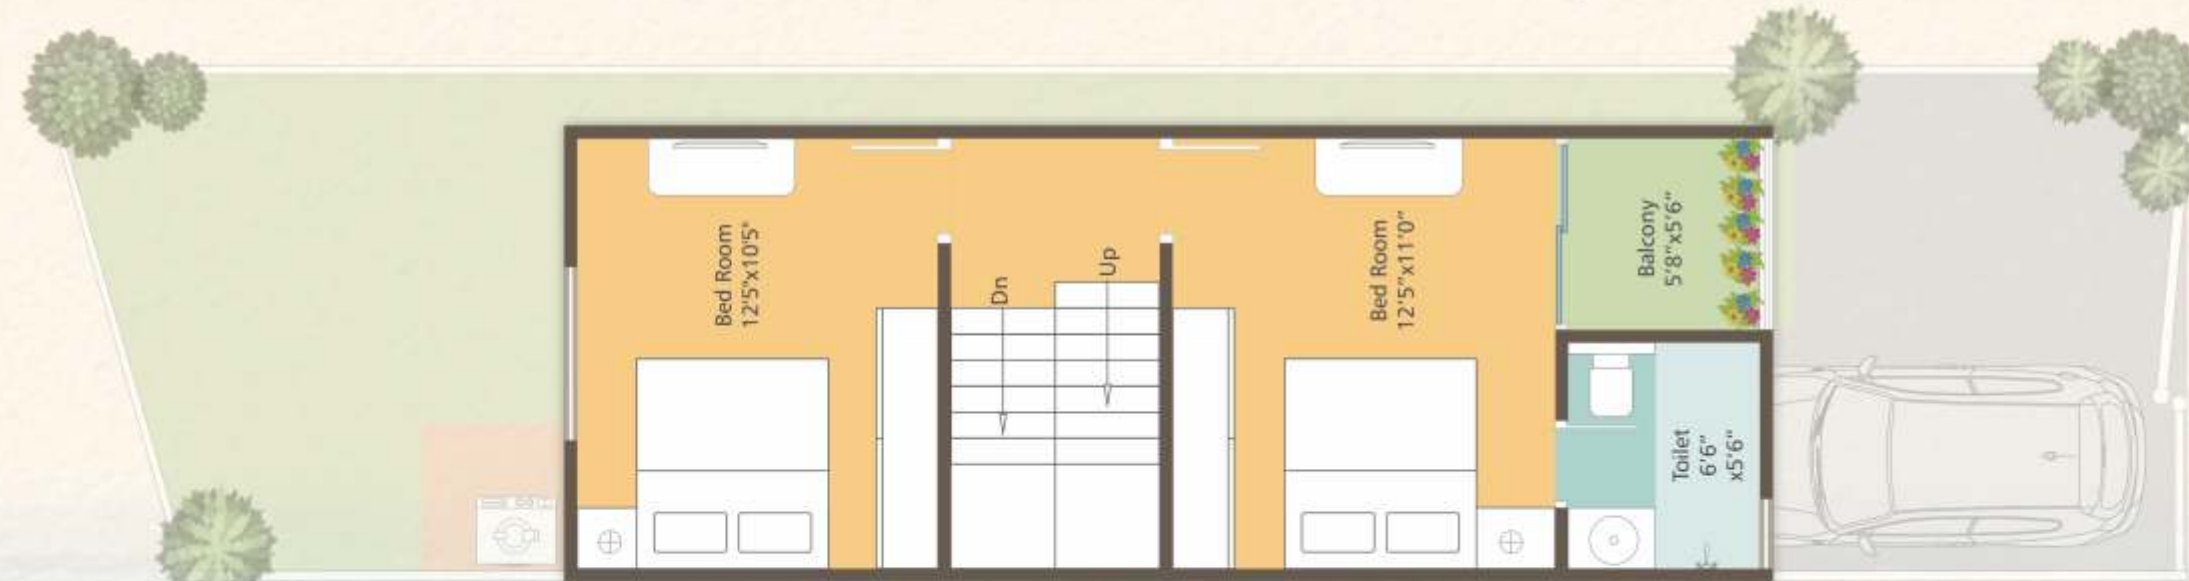 Bed Room
12'5"x10'5"
Dn
Up
Bed Room
12'5"x11'0"
Balcony
5'8"x5'6"
Toilet
6'6"
x5'6"